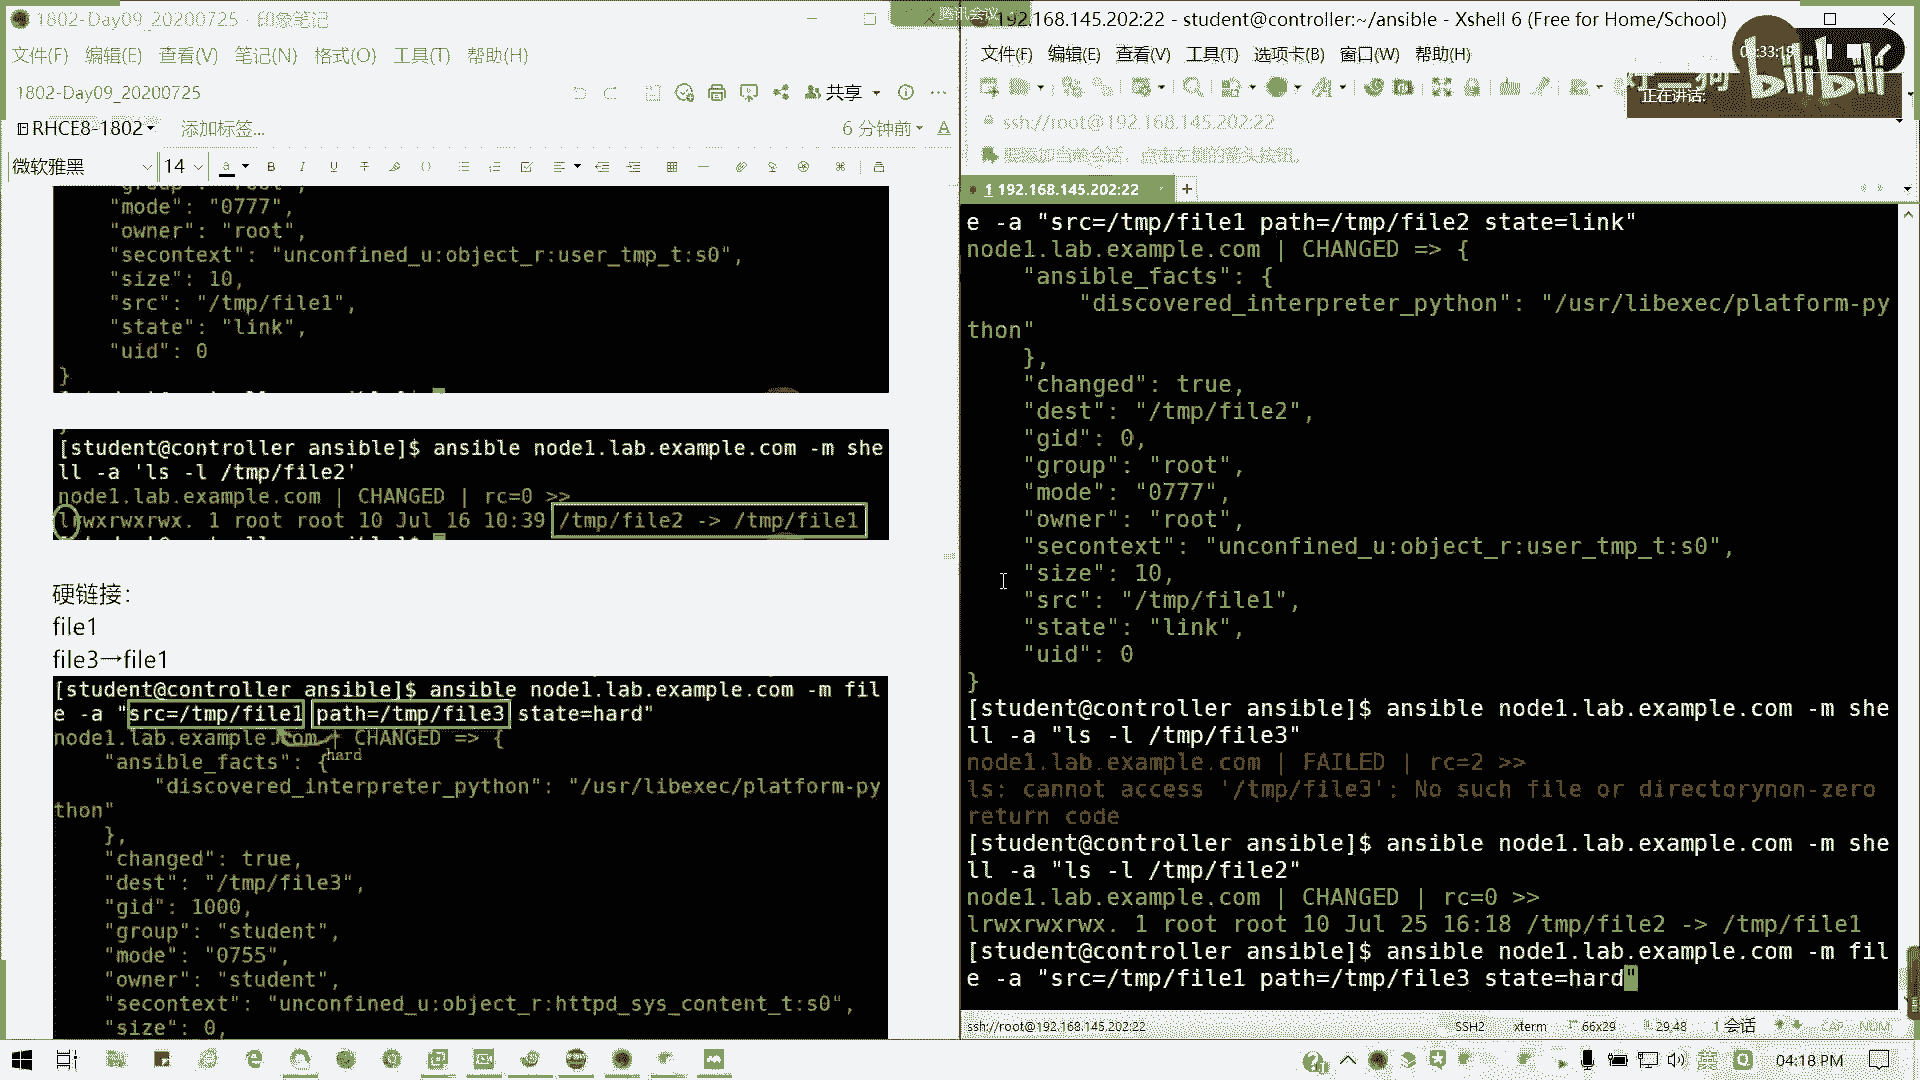 1802-Day09_20200725 - 印象笔记
文件(F) 编辑(E) 查看(V) 笔记(N) 格式(O) 工具(T) 帮助(H)
1802-Day09_20200725
共享
RHCE8-1802
添加标签...
6 分钟前
微软雅黑
14
"mode": "0777",
"owner": "root",
"secontext": "unconfined_u:object_r:user_tmp_t:s0",
"size": 10,
"src": "/tmp/file1",
"state": "link",
"uid": 0
}
[student@controller ansible]$ ansible node1.lab.example.com -m she
ll -a 'ls -l /tmp/file2'
node1.lab.example.com | CHANGED | rc=0 >>
lrwxrwxrwx. 1 root root 10 Jul 16 10:39 /tmp/file2 -> /tmp/file1
硬链接：
file1
file3→file1
[student@controller ansible]$ ansible node1.lab.example.com -m fil
e -a "src=/tmp/file1 path=/tmp/file3 state=hard"
node1.lab.example.com | CHANGED => {
hard
"ansible_facts": {
"discovered_interpreter_python": "/usr/libexec/platform-py
thon"
},
"changed": true,
"dest": "/tmp/file3",
"gid": 1000,
"group": "student",
"mode": "0755",
"owner": "student",
"secontext": "unconfined_u:object_r:httpd_sys_content_t:s0",
"size": 0,
腾讯会议
192.168.145.202:22 - student@controller:~/ansible - Xshell 6 (Free for Home/School)
文件(F) 编辑(E) 查看(V) 工具(T) 选项卡(B) 窗口(W) 帮助(H)
bilibili
正在讲话:
ssh://root@192.168.145.202:22
要添加当前会话，点击左侧的箭头按钮。
1 192.168.145.202:22
e -a "src=/tmp/file1 path=/tmp/file2 state=link"
node1.lab.example.com | CHANGED => {
"ansible_facts": {
"discovered_interpreter_python": "/usr/libexec/platform-py
thon"
},
"changed": true,
"dest": "/tmp/file2",
"gid": 0,
"group": "root",
"mode": "0777",
"owner": "root",
"secontext": "unconfined_u:object_r:user_tmp_t:s0",
"size": 10,
"src": "/tmp/file1",
"state": "link",
"uid": 0
}
[student@controller ansible]$ ansible node1.lab.example.com -m she
ll -a "ls -l /tmp/file3"
node1.lab.example.com | FAILED | rc=2 >>
ls: cannot access '/tmp/file3': No such file or directorynon-zero
return code
[student@controller ansible]$ ansible node1.lab.example.com -m she
ll -a "ls -l /tmp/file2"
node1.lab.example.com | CHANGED | rc=0 >>
lrwxrwxrwx. 1 root root 10 Jul 25 16:18 /tmp/file2 -> /tmp/file1
[student@controller ansible]$ ansible node1.lab.example.com -m fil
e -a "src=/tmp/file1 path=/tmp/file3 state=hard"
ssh://root@192.168.145.202:22
SSH2
xterm
66x29
29,48
1 会话
CAP NUM
英
04:18 PM